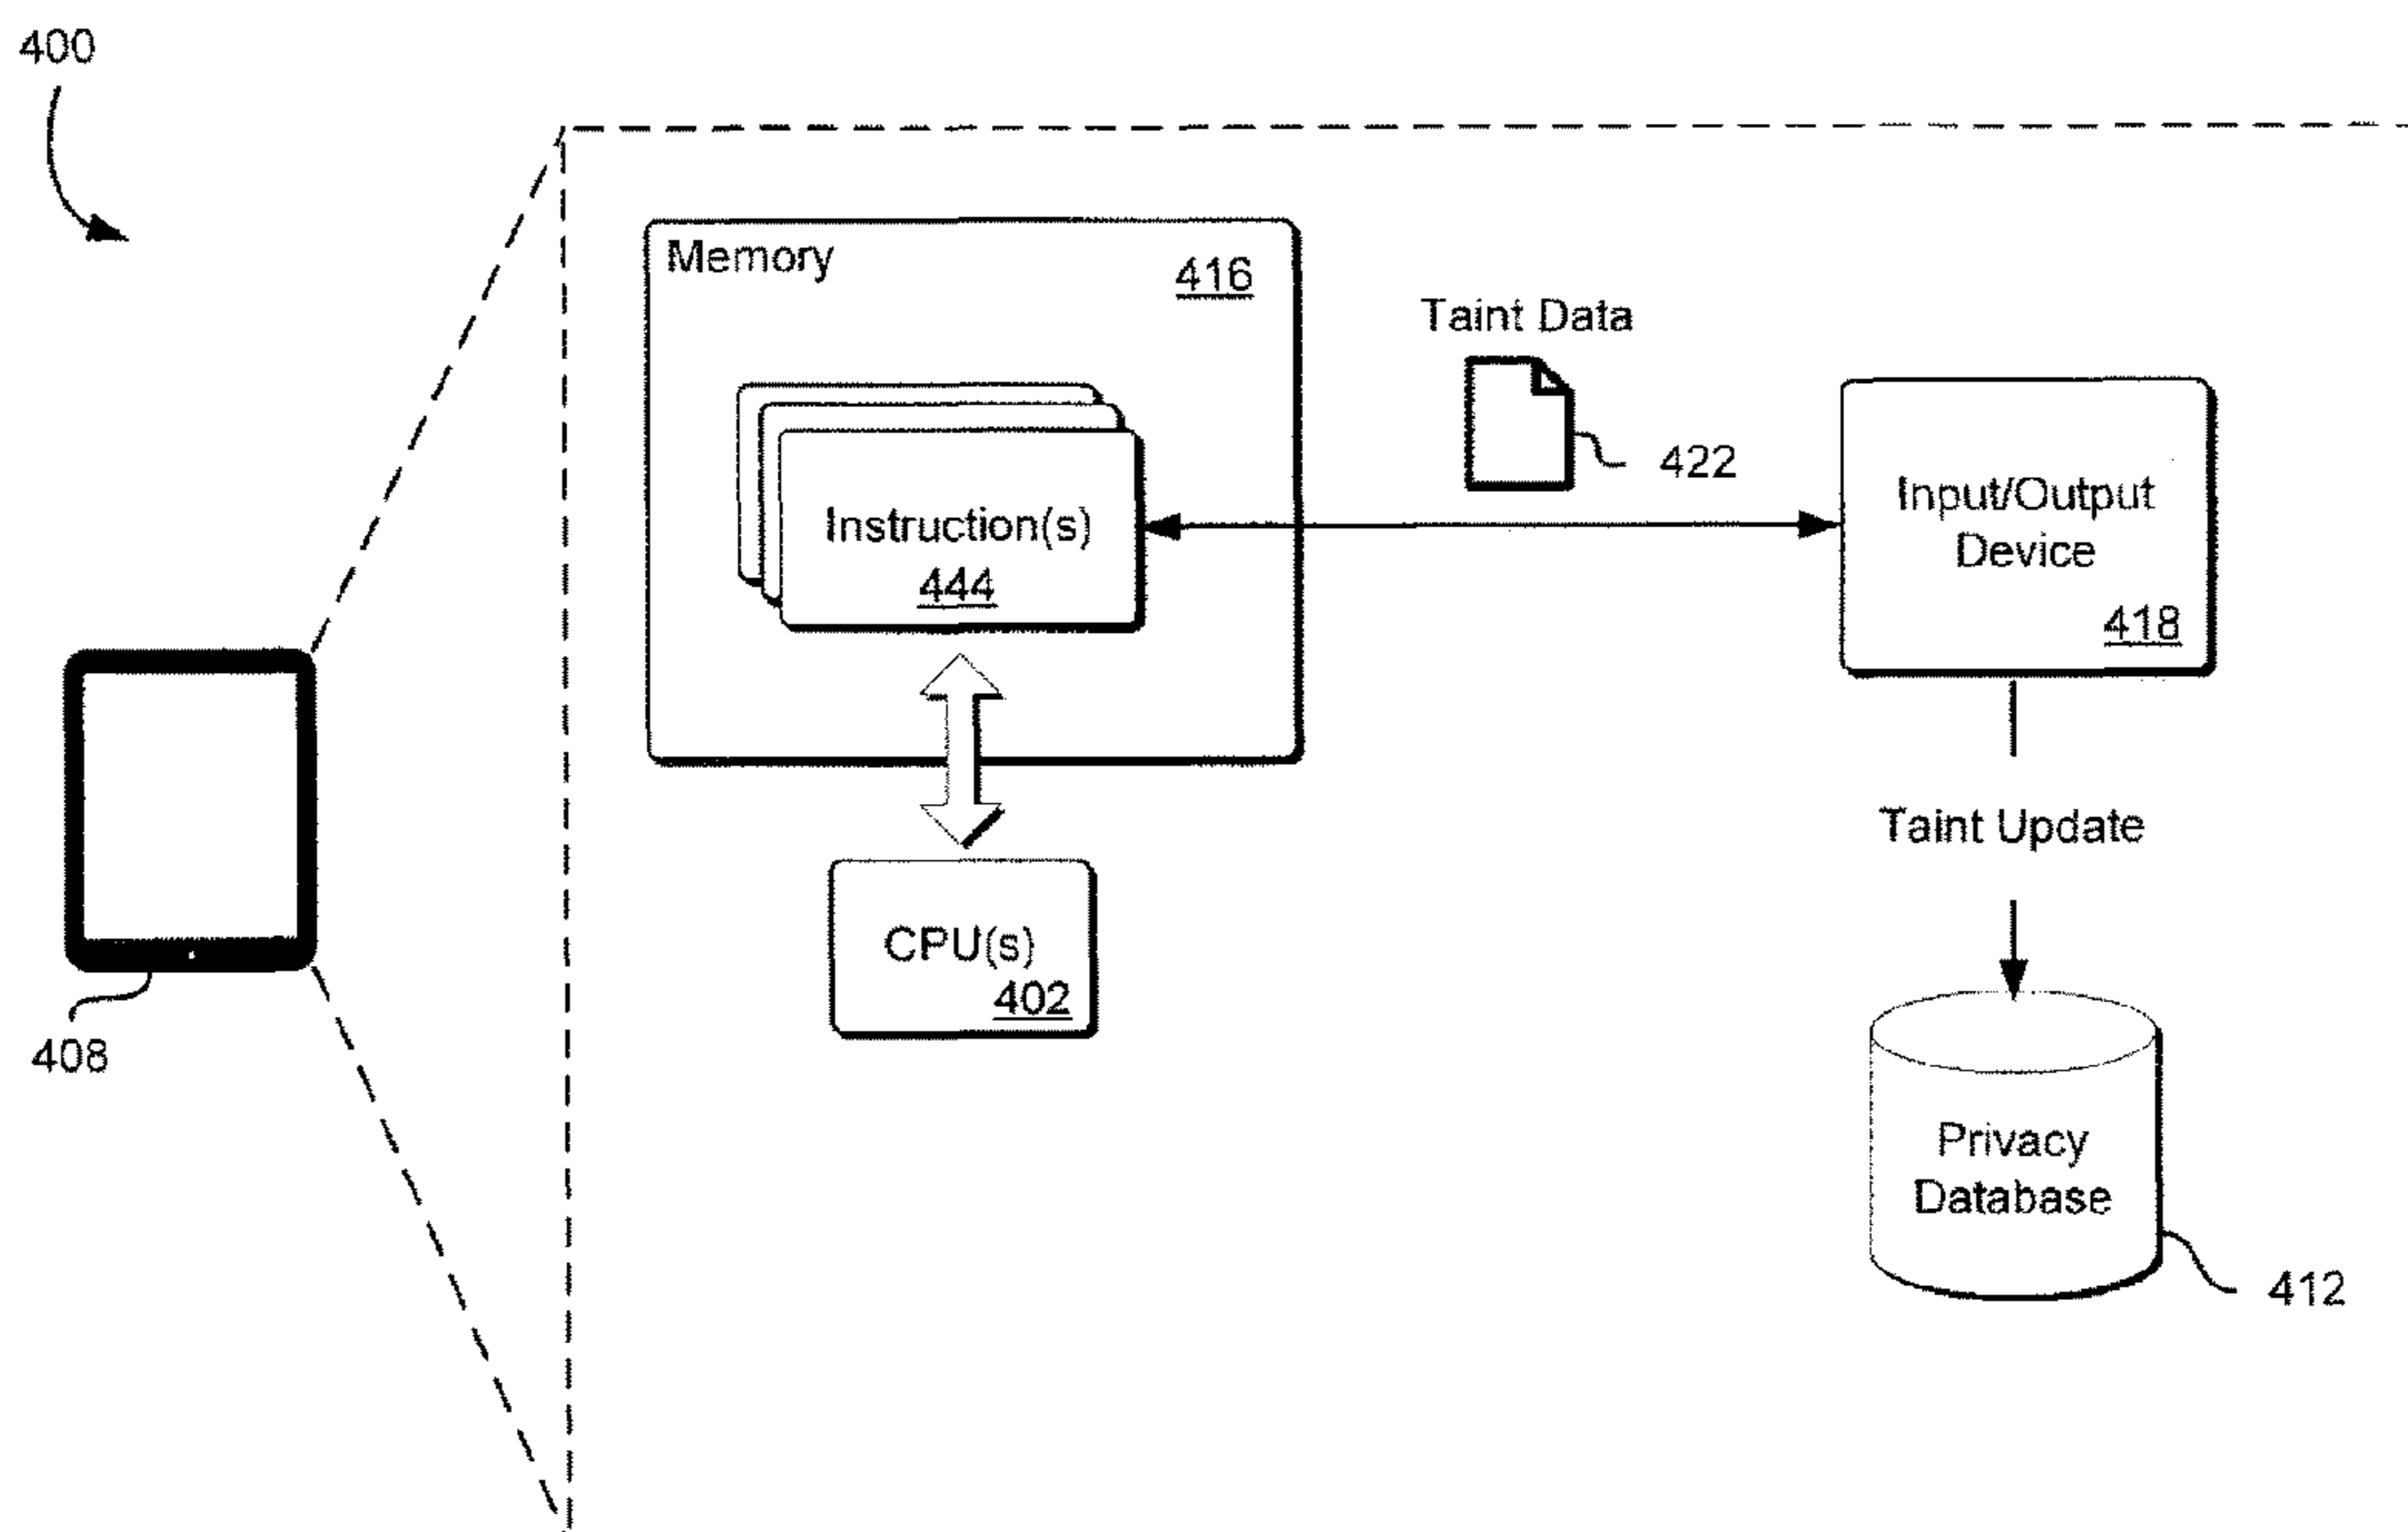 400
Memory
416
Taint Data
422
Instruction(s)
444
Input/Output
Device
418
Taint Update
CPU(s)
402
408
Privacy
Database
412